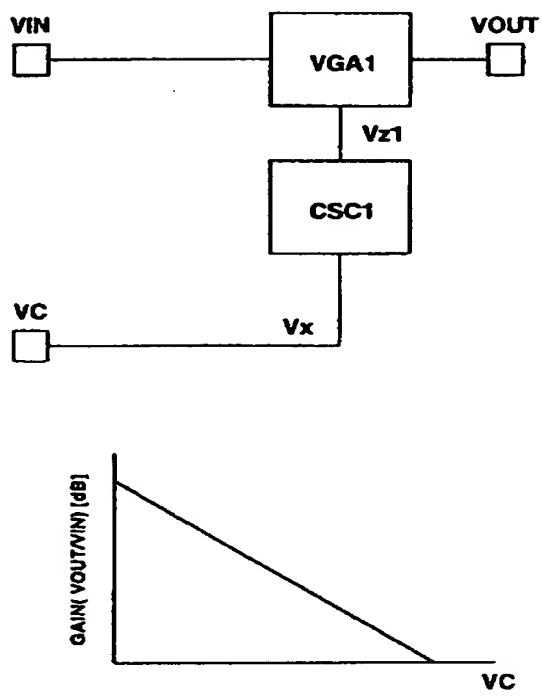 VIN
VOUT
VGA1
Vz1
CSC1
VC
Vx
GAIN( VOUT/VIN) [dB]
VC